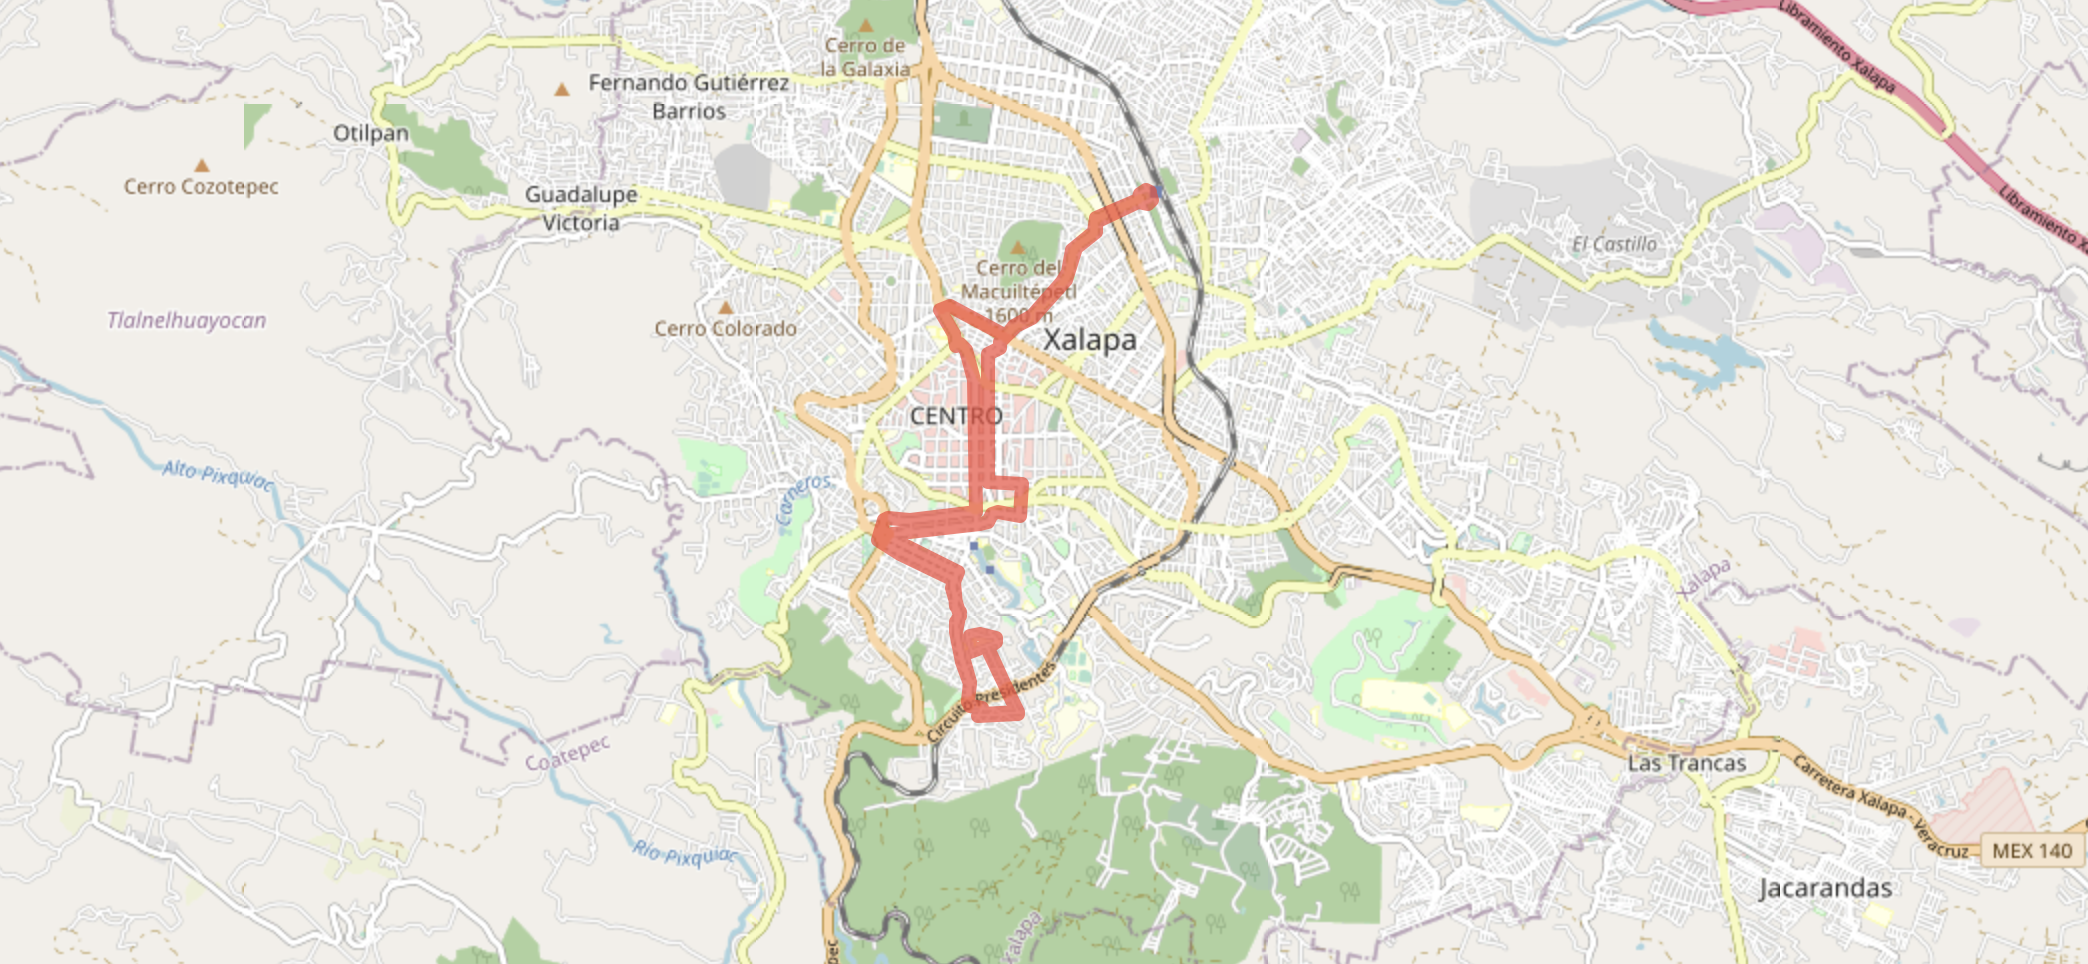 Libramiento Xalapa
Cerro de
la Galaxia
Fernando Gutiérrez
Barrios
Otilpan
Cerro Cozotepec
Guadalupe
Victoria
Libramiento X
El Castillo
Cerro del
Macuiltépetl
1600 m
Tlalnelhuayocan
Cerro Colorado
Xalapa
CENTRO
Alto Pixquiac
Carneros
Xalapa
Circuito Presidentes
Coatepec
Las Trancas
Carretera Xalapa - Veracruz
MEX 140
Río Pixquiac
Jacarandas
Xalapa
pec